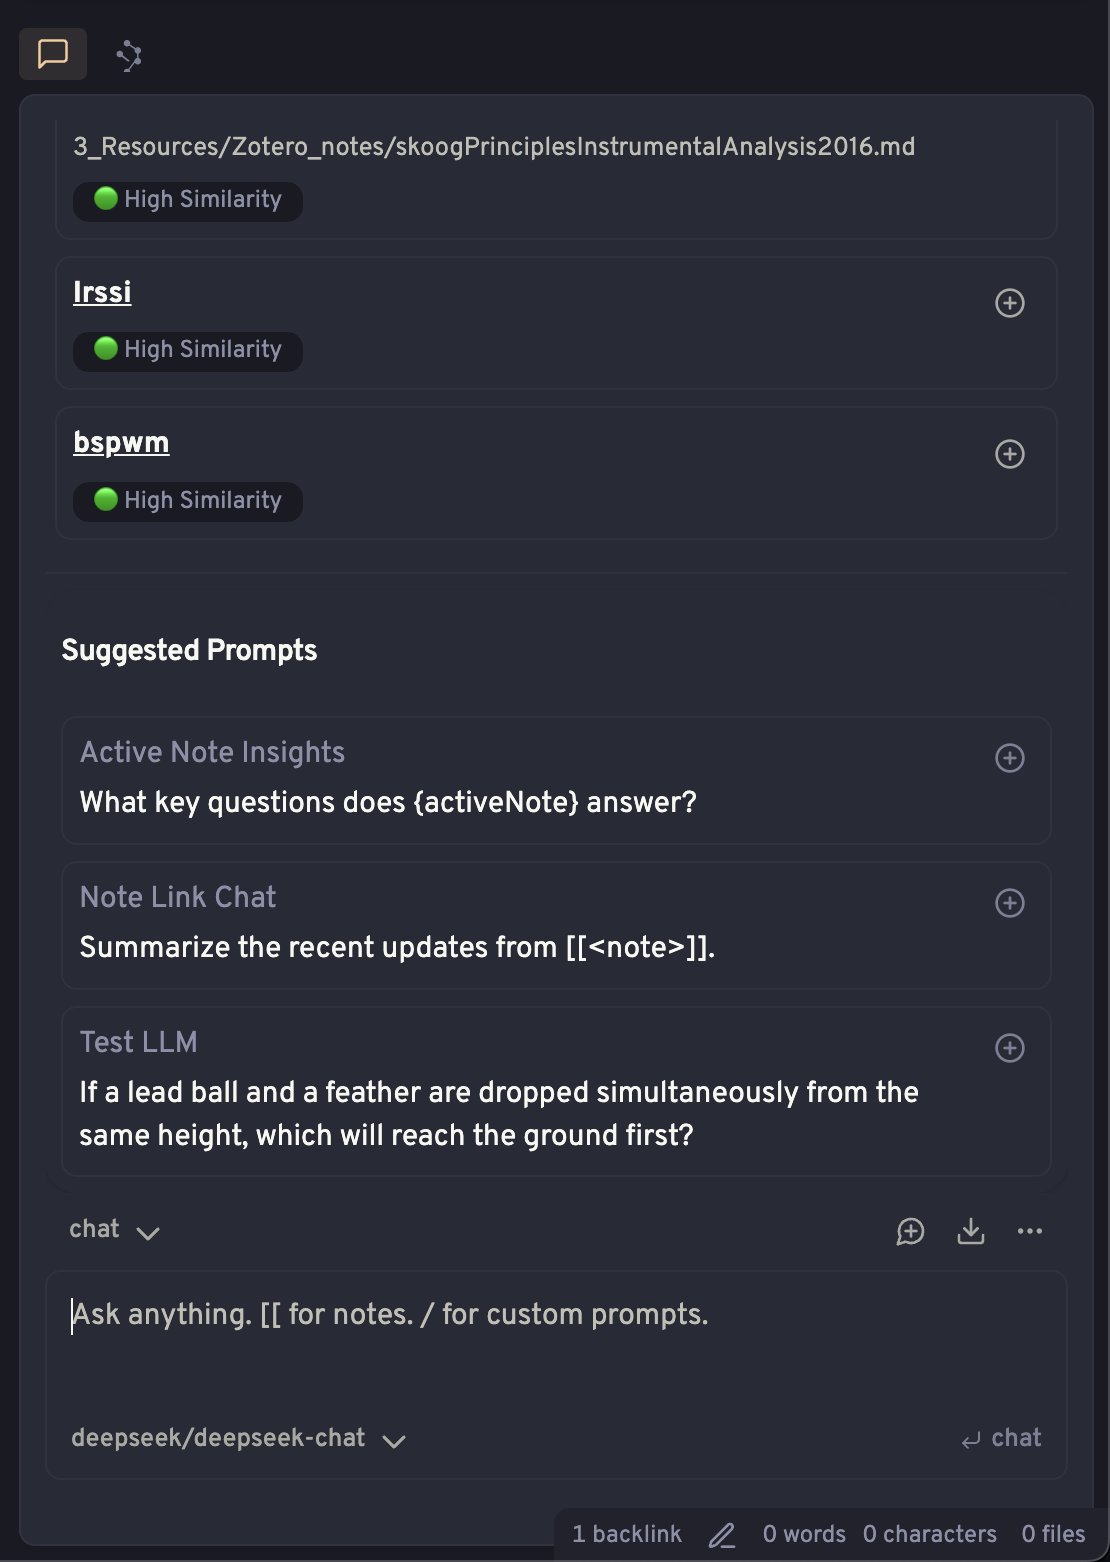 3_Resources/Zotero_notes/skoogPrinciplesInstrumentalAnalysis2016.md
High Similarity
Irssi
High Similarity
bspwm
High Similarity
Suggested Prompts
Active Note Insights
What key questions does {activeNote} answer?
Note Link Chat
Summarize the recent updates from [[<note>]].
Test LLM
If a lead ball and a feather are dropped simultaneously from the
same height, which will reach the ground first?
chat
Ask anything. [[ for notes. / for custom prompts.
deepseek/deepseek-chat
chat
1 backlink 0 words 0 characters 0 files